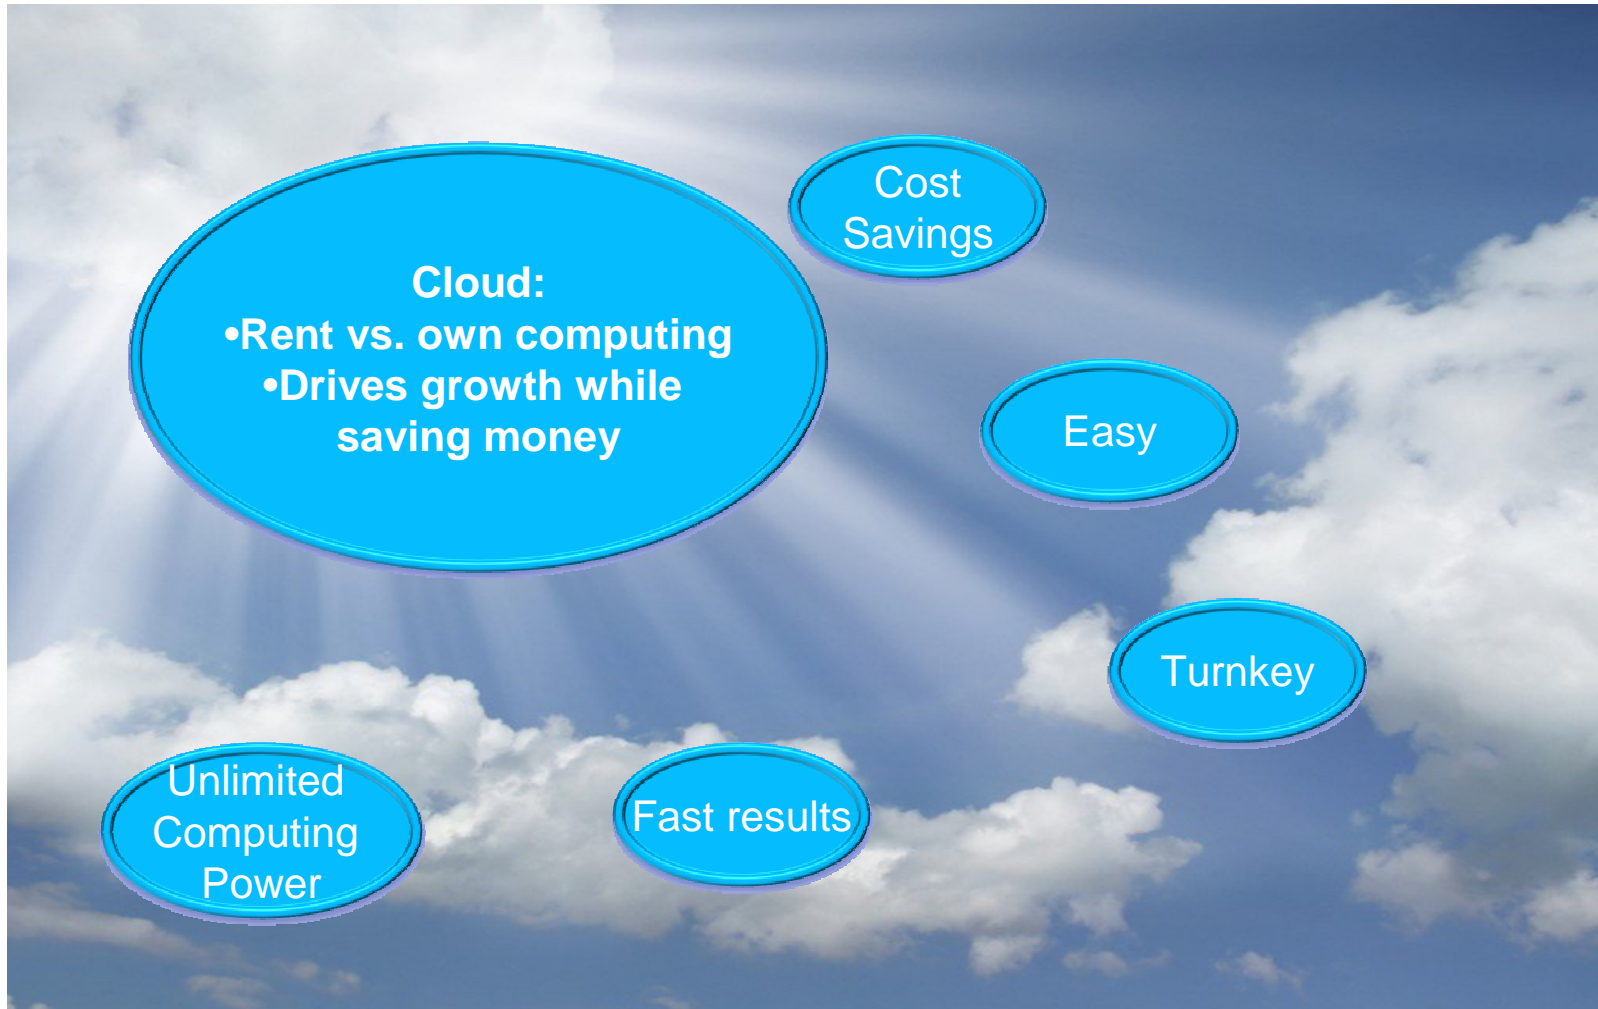 Cloud:
•Rent vs. own computing
•Drives growth while
saving money
Cost
Savings
Easy
Turnkey
Fast results
Unlimited
Computing
Power